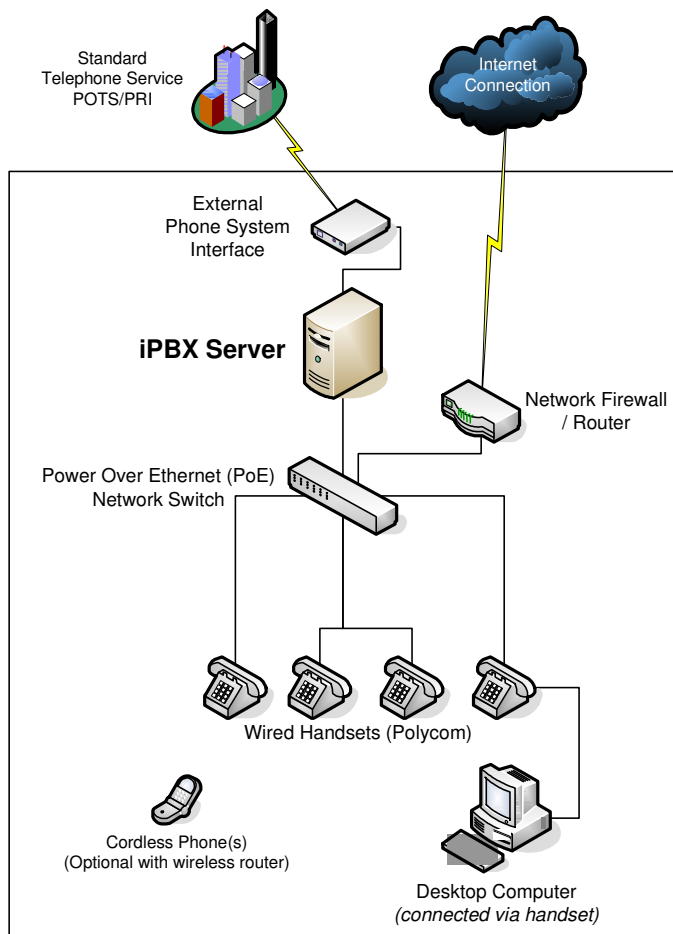 Standard
Telephone Service
POTS/PRI
Internet
Connection
External
Phone System
Interface
iPBX Server
Network Firewall
/ Router
Power Over Ethernet (PoE)
Network Switch
Wired Handsets (Polycom)
Cordless Phone(s)
(Optional with wireless router)
Desktop Computer
(connected via handset)